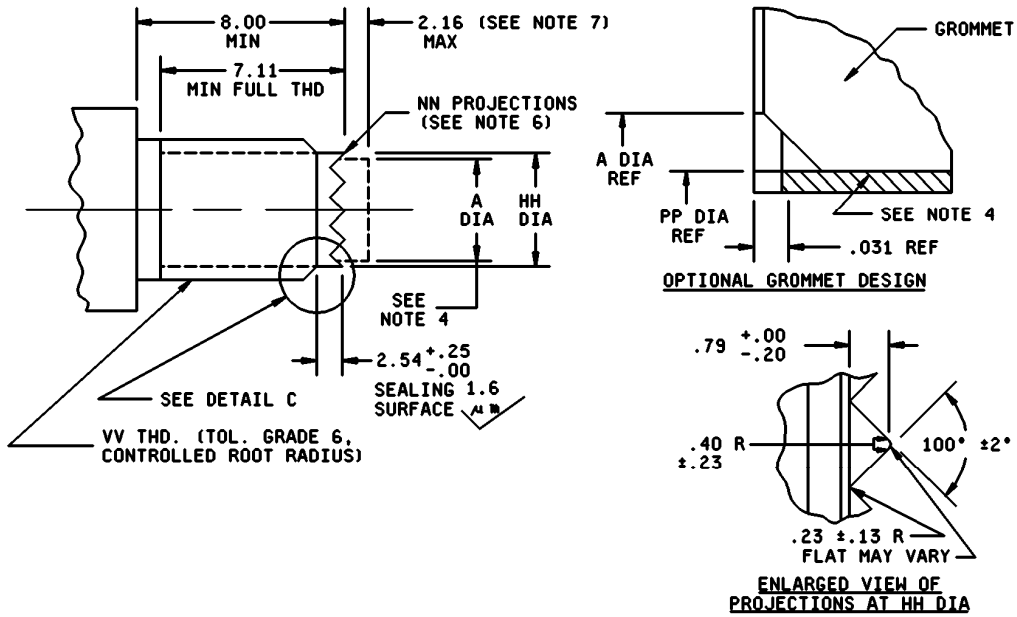 8.00
MIN
2.16 (SEE NOTE 7)
MAX
7.11
MIN FULL THD
NN PROJECTIONS
(SEE NOTE 6)
A
DIA
HH
DIA
SEE
NOTE 4
2.54 +.25
-.00
SEALING 1.6
SURFACE μm
SEE DETAIL C
VV THD. (TOL. GRADE 6,
CONTROLLED ROOT RADIUS)
GROMMET
A DIA
REF
PP DIA
REF
SEE NOTE 4
.031 REF
OPTIONAL GROMMET DESIGN
.79 +.00
-.20
.40 R
±.23
100° ±2°
.23 ±.13 R
FLAT MAY VARY
ENLARGED VIEW OF
PROJECTIONS AT HH DIA